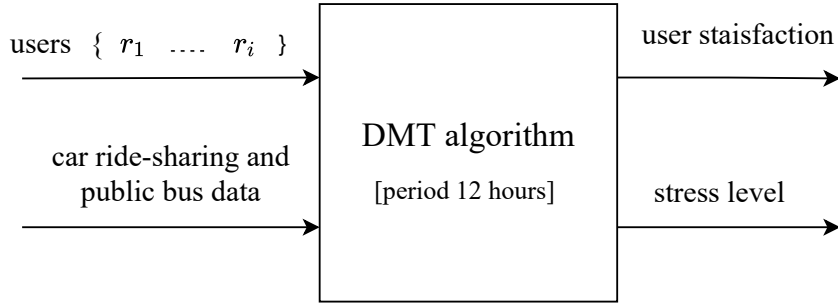 users { r₁ .... rᵢ }
user staisfaction
DMT algorithm
car ride-sharing and
public bus data
[period 12 hours]
stress level